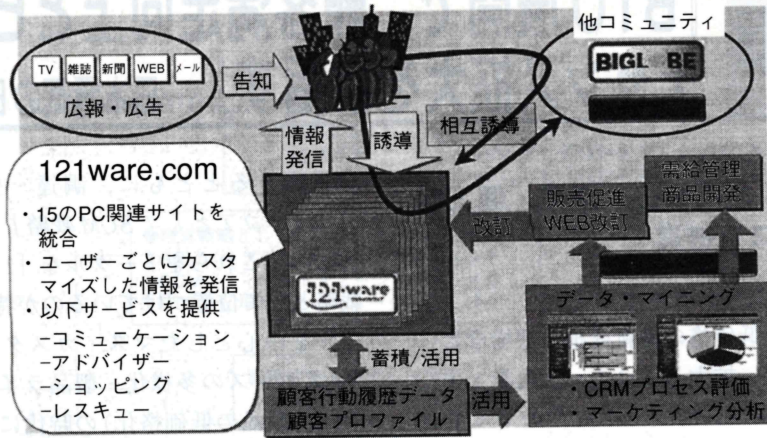 他コミュニティ
BIGLOBE
TV 雑誌 新聞 WEB メール
広報・広告
告知
情報
発信
誘導
相互誘導
121ware.com
・15のPC関連サイトを
統合
・ユーザーごとにカスタ
マイズした情報を発信
・以下サービスを提供
-コミュニケーション
-アドバイザー
-ショッピング
-レスキュー
121ware
改訂
販売促進
WEB改訂
需給管理
商品開発
データ・マイニング
・CRMプロセス評価
・マーケティング分析
蓄積/活用
顧客行動履歴データ
顧客プロファイル
活用